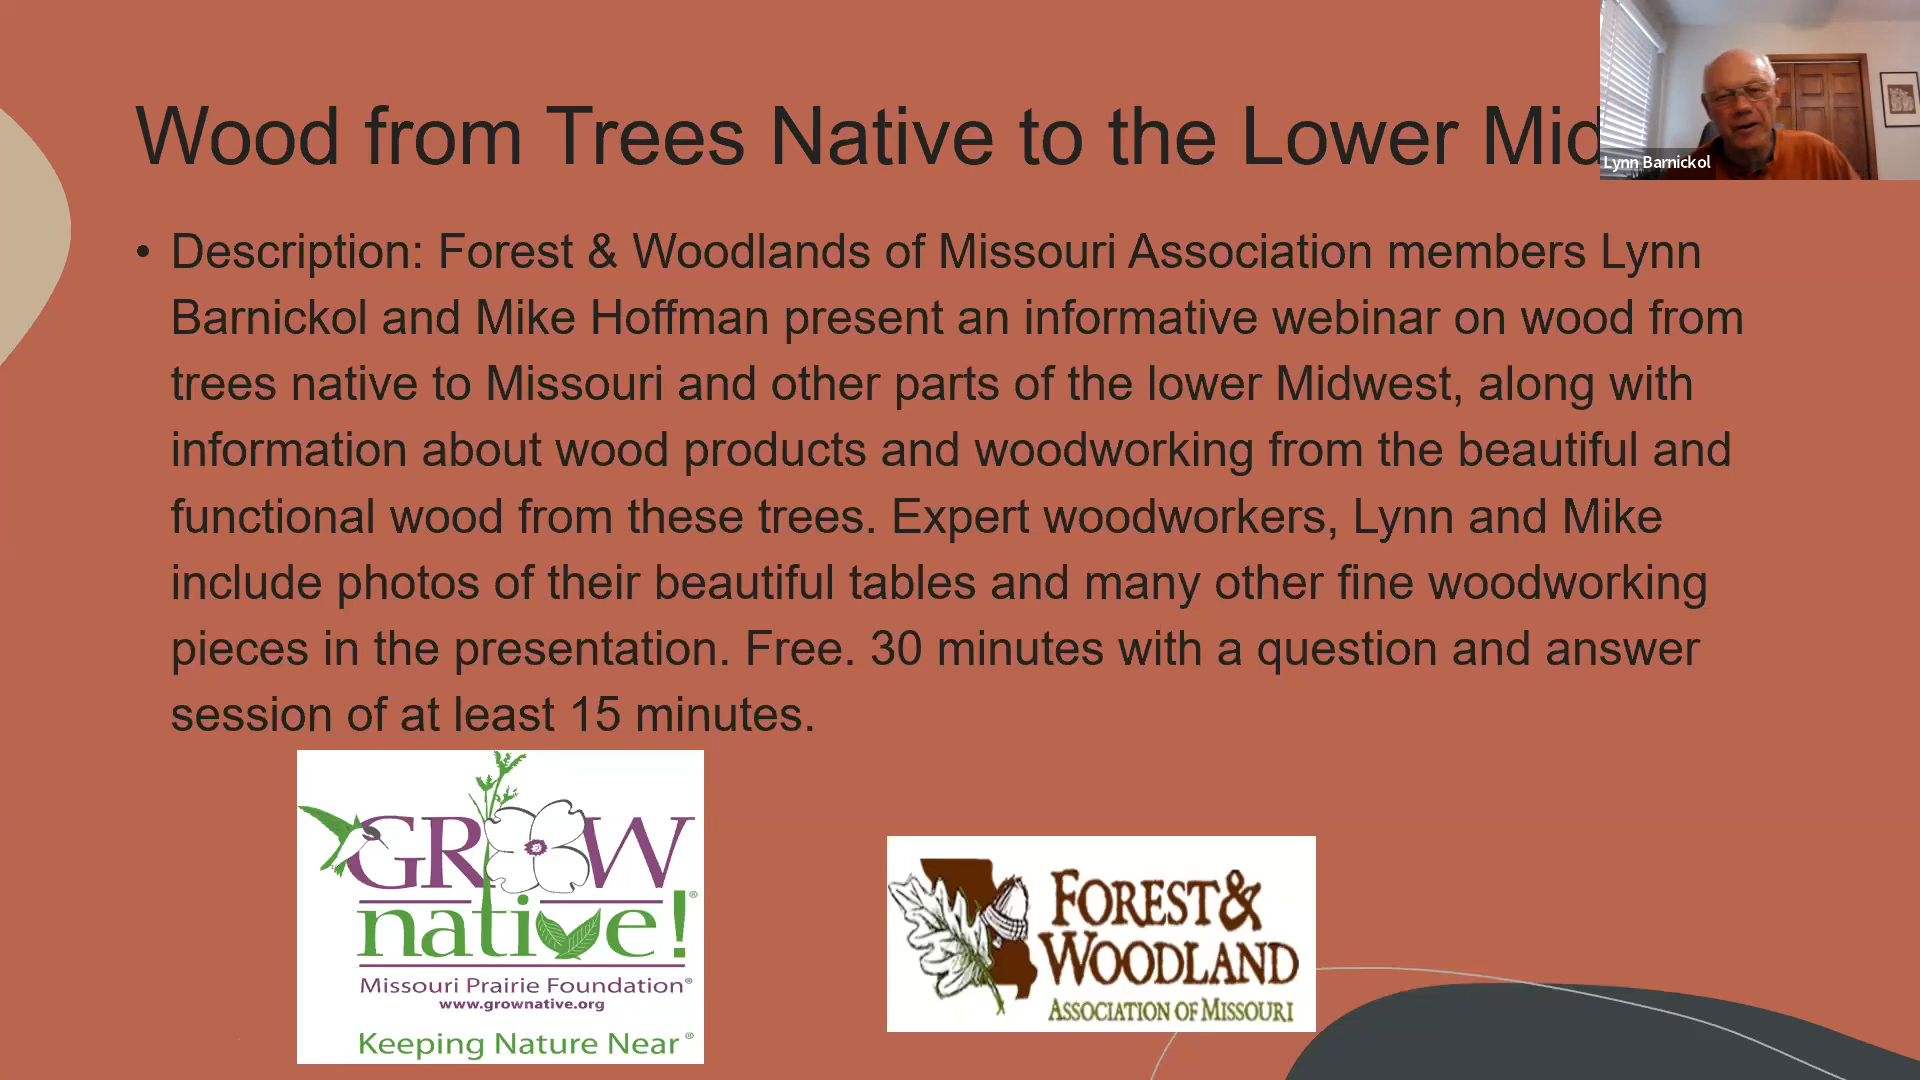 Wood from Trees Native to the Lower Mid
Lynn Barnickol
• Description: Forest & Woodlands of Missouri Association members Lynn
Barnickol and Mike Hoffman present an informative webinar on wood from
trees native to Missouri and other parts of the lower Midwest, along with
information about wood products and woodworking from the beautiful and
functional wood from these trees. Expert woodworkers, Lynn and Mike
include photos of their beautiful tables and many other fine woodworking
pieces in the presentation. Free. 30 minutes with a question and answer
session of at least 15 minutes.
GROW
native!®
Missouri Prairie Foundation®
www.grownative.org
Keeping Nature Near®
FOREST &
WOODLAND
ASSOCIATION OF MISSOURI